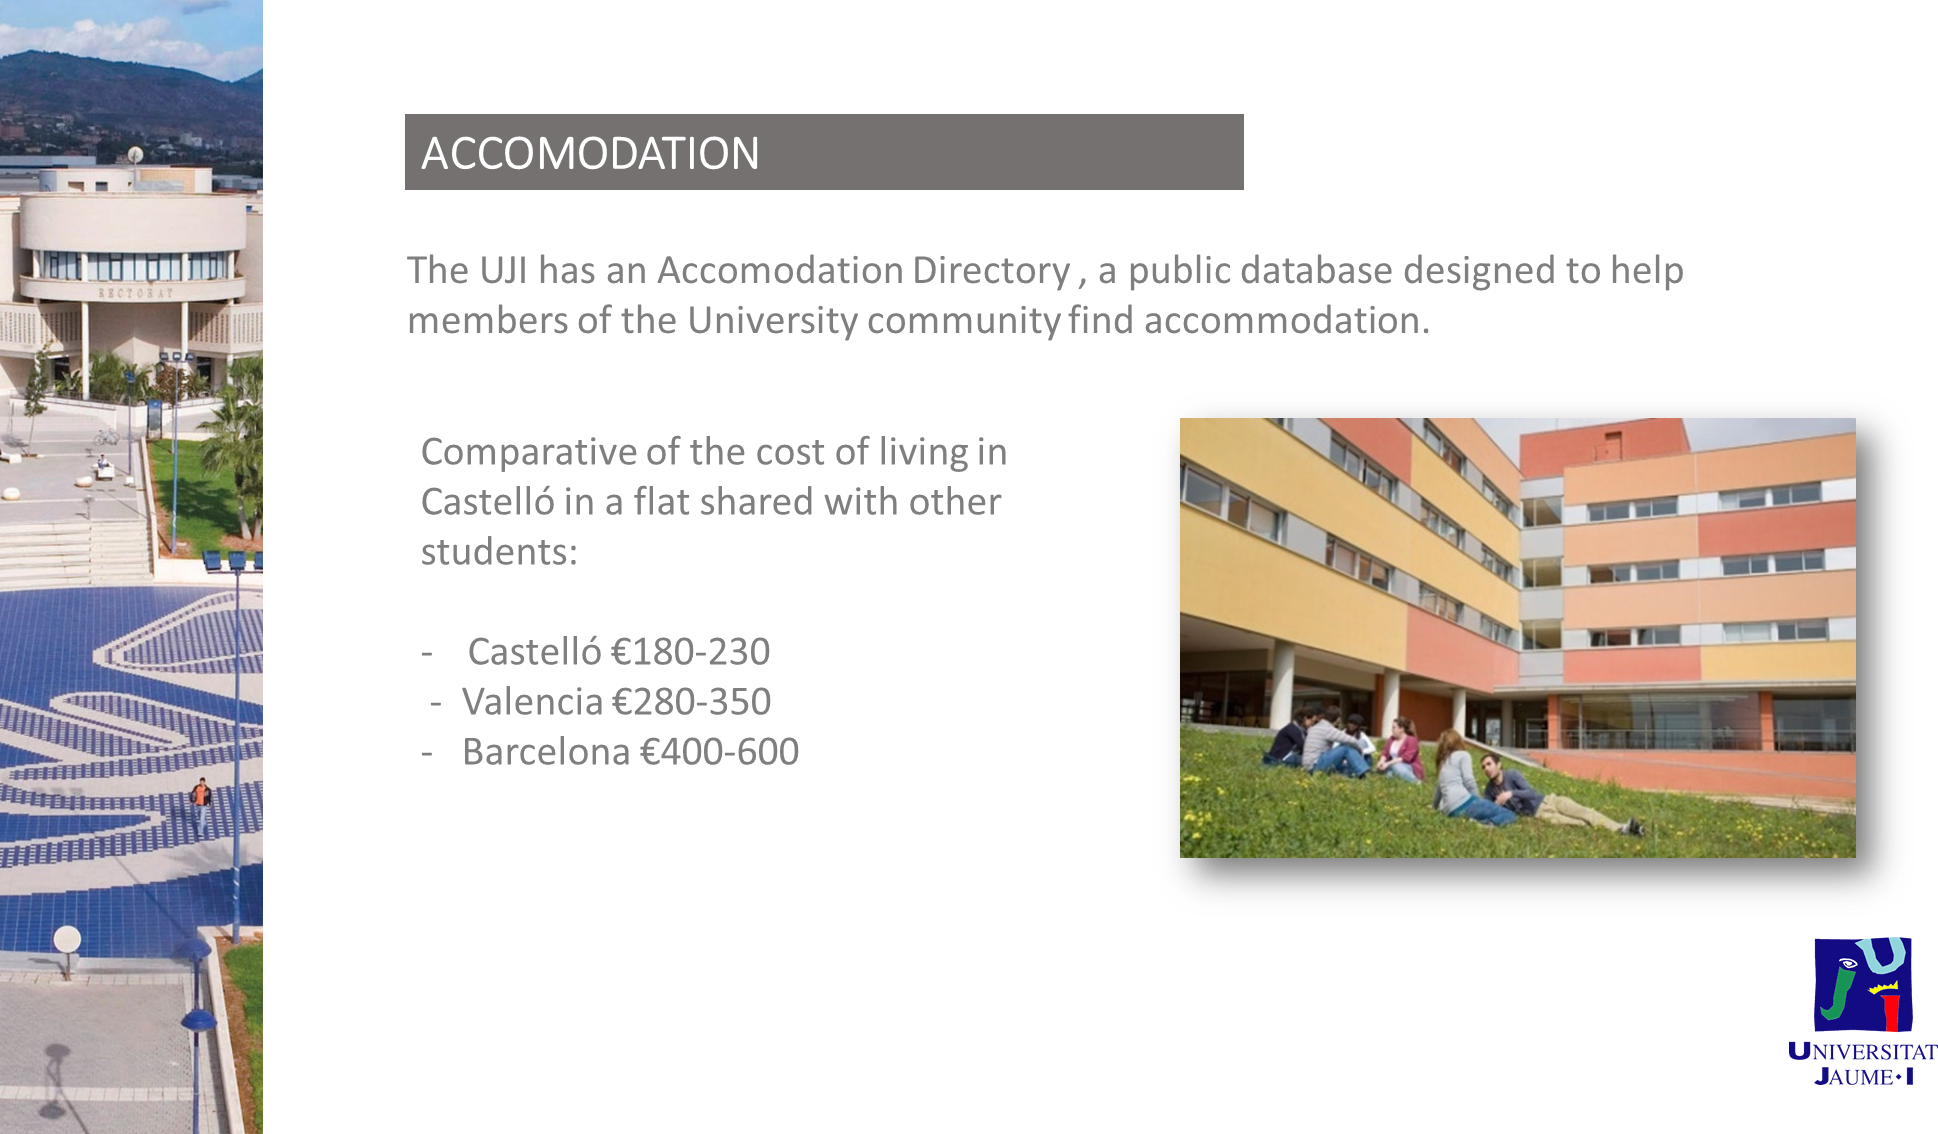 RECTORAT
ACCOMODATION
The UJI has an Accomodation Directory , a public database designed to help
members of the University community find accommodation.
Comparative of the cost of living in
Castelló in a flat shared with other
students:
- Castelló €180-230
- Valencia €280-350
- Barcelona €400-600
UJI
UNIVERSITAT
JAUME·I